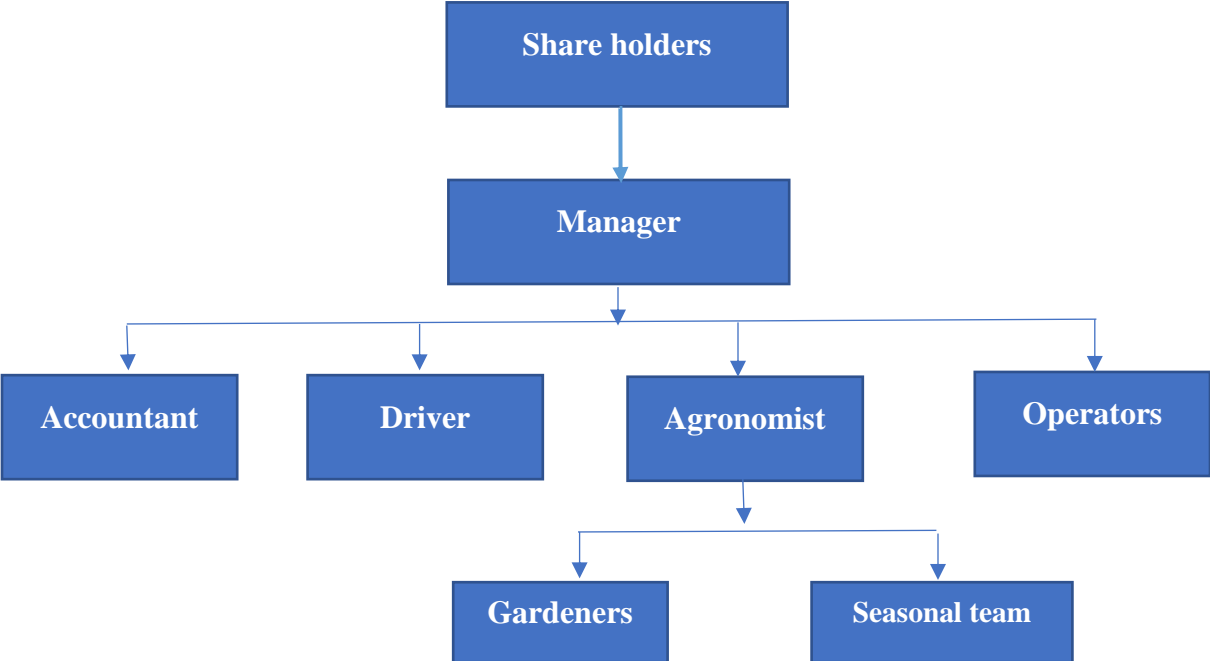 Share holders
Manager
Accountant
Driver
Agronomist
Operators
Gardeners
Seasonal team